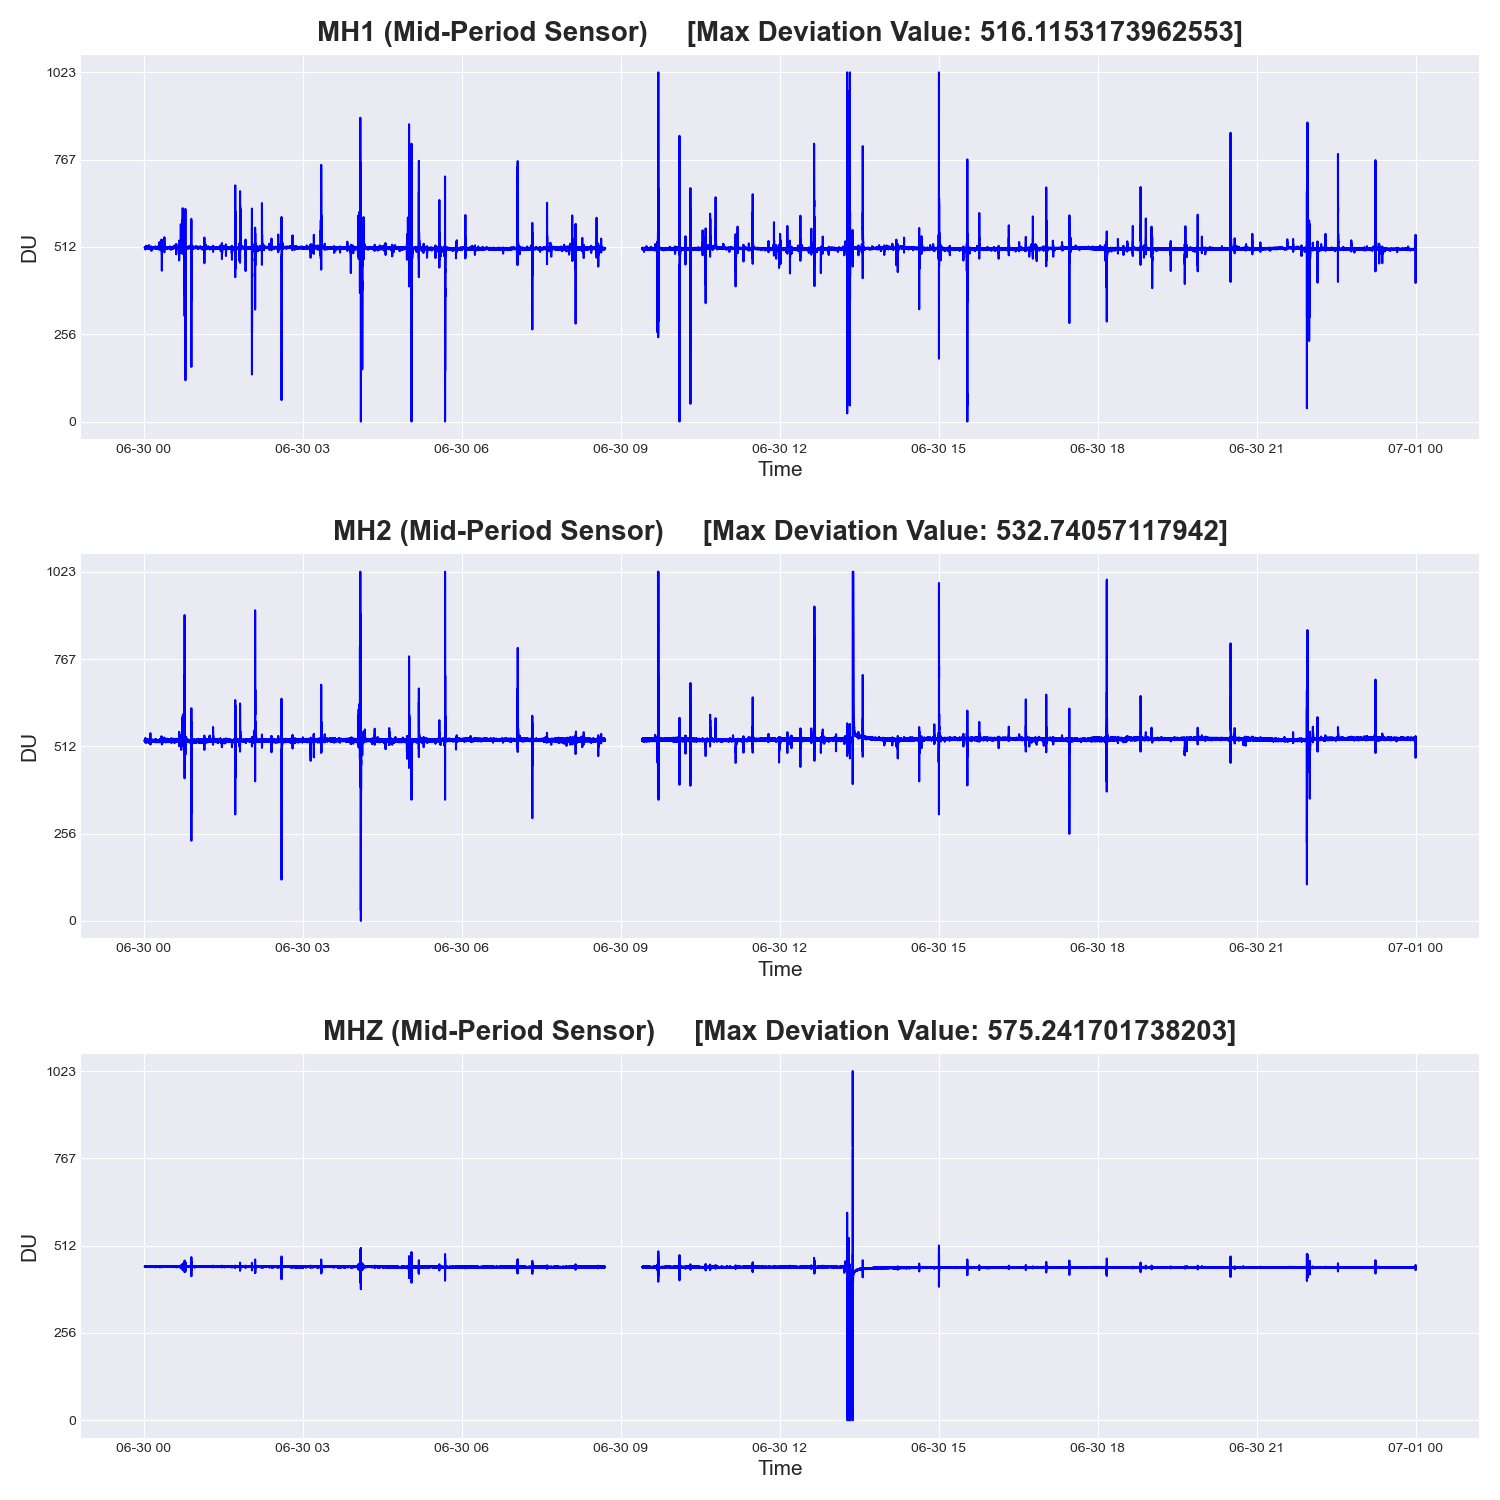 MH1 (Mid-Period Sensor) [Max Deviation Value: 516.1153173962553]
1023
767
512
256
0
DU
06-30 00 06-30 03 06-30 06 06-30 09 06-30 12 06-30 15 06-30 18 06-30 21 07-01 00
Time
MH2 (Mid-Period Sensor) [Max Deviation Value: 532.74057117942]
1023
767
512
256
0
DU
06-30 00 06-30 03 06-30 06 06-30 09 06-30 12 06-30 15 06-30 18 06-30 21 07-01 00
Time
MHZ (Mid-Period Sensor) [Max Deviation Value: 575.241701738203]
1023
767
512
256
0
DU
06-30 00 06-30 03 06-30 06 06-30 09 06-30 12 06-30 15 06-30 18 06-30 21 07-01 00
Time